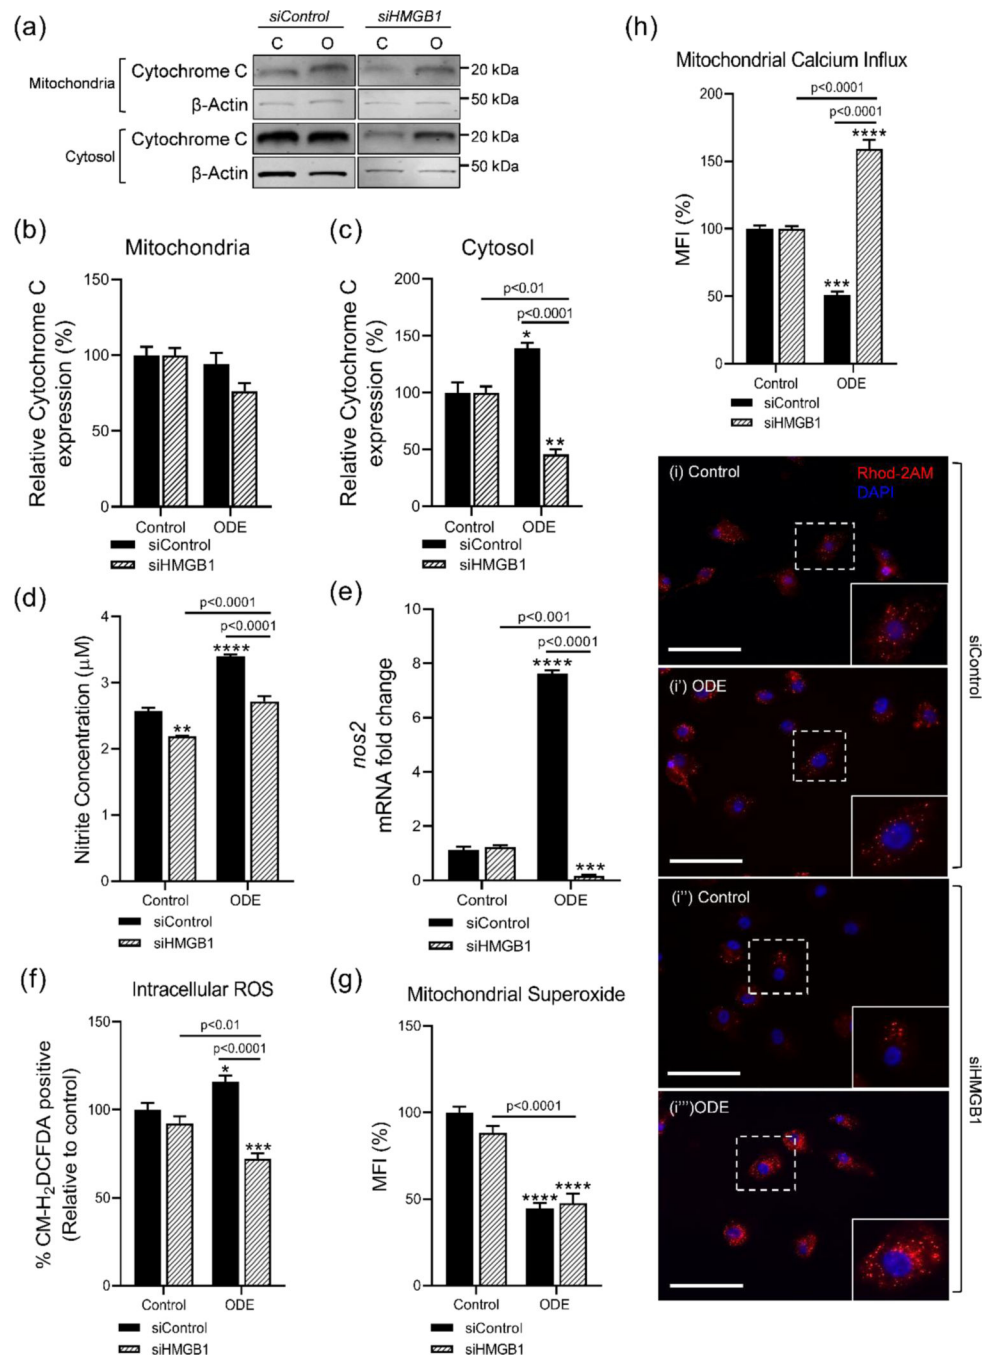 (a)
siControl
siHMGB1
C
O
C
O
Mitochondria
Cytochrome C
20 kDa
β-Actin
50 kDa
Cytosol
Cytochrome C
20 kDa
β-Actin
50 kDa
(b)
Mitochondria
Relative Cytochrome C
expression (%)
150
100
50
0
Control
ODE
siControl
siHMGB1
(c)
Cytosol
Relative Cytochrome C
expression (%)
200
150
100
50
0
p<0.01
p<0.0001
*
**
Control
ODE
siControl
siHMGB1
(d)
Nitrite Concentration (µM)
4
3
2
1
0
p<0.0001
p<0.0001
**
****
Control
ODE
siControl
siHMGB1
(e)
nos2
mRNA fold change
10
8
6
4
2
0
p<0.001
p<0.0001
****
***
Control
ODE
siControl
siHMGB1
(f)
Intracellular ROS
% CM-H₂DCFDA positive
(Relative to control)
150
100
50
0
p<0.01
p<0.0001
*
***
Control
ODE
siControl
siHMGB1
(g)
Mitochondrial Superoxide
MFI (%)
150
100
50
0
p<0.0001
****
****
Control
ODE
siControl
siHMGB1
(h)
Mitochondrial Calcium Influx
MFI (%)
200
150
100
50
0
p<0.0001
p<0.0001
***
****
Control
ODE
siControl
siHMGB1
(i) Control
Rhod-2AM
DAPI
(i') ODE
siControl
(i'') Control
(i''')ODE
siHMGB1